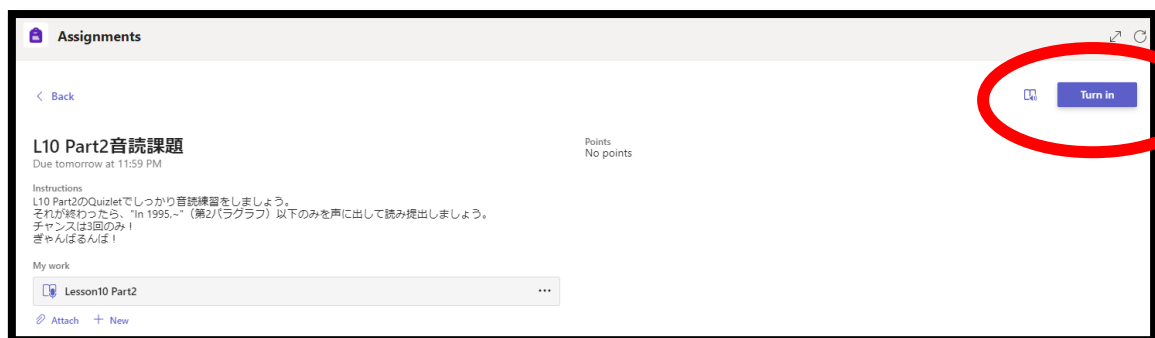 Assignments
Back
Turn in
L10 Part2音読課題
Due tomorrow at 11:59 PM
Points
No points
Instructions
L10 Part2のQuizletでしっかり音読練習をしましょう。
それが終わったら、"In 1995,~"（第2パラグラフ）以下のみを声に出して読み提出しましょう。
チャンスは3回のみ！
ぎゃんばるんば！
My work
Lesson10 Part2
Attach
New